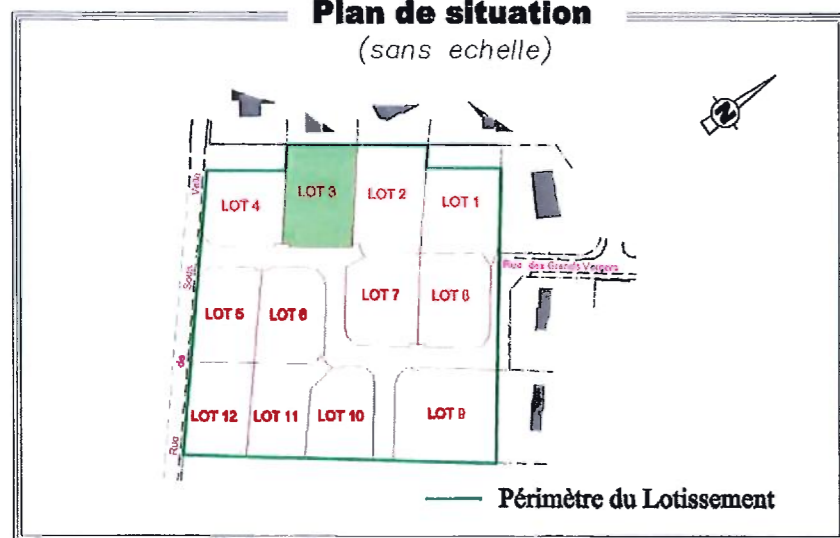 Plan de situation
(sans echelle)
N
LOT 4
LOT 3
LOT 2
LOT 1
Rue des Grands Vergers
LOT 5
LOT 6
LOT 7
LOT 8
LOT 12
LOT 11
LOT 10
LOT 9
Rue de Sous Velle
Périmètre du Lotissement